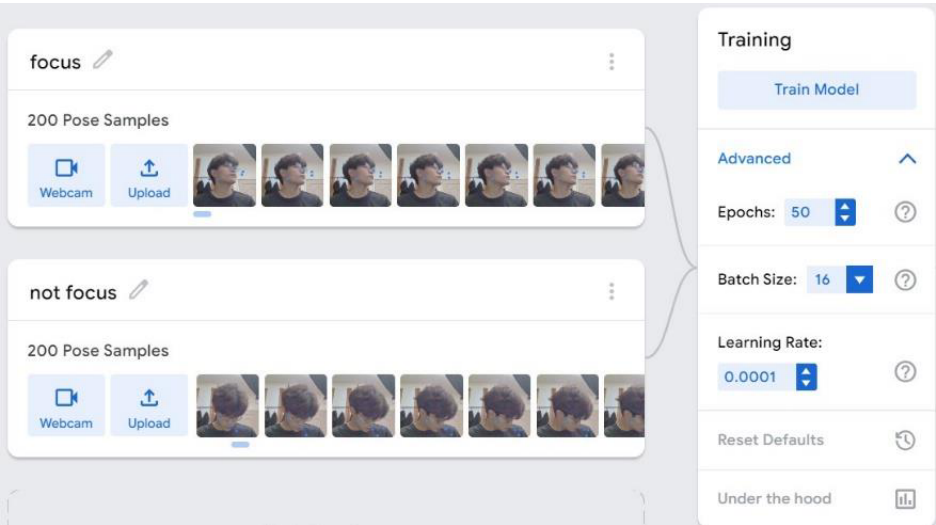 focus
200 Pose Samples
Webcam
Upload
not focus
200 Pose Samples
Webcam
Upload
Training
Train Model
Advanced
Epochs: 50
Batch Size: 16
Learning Rate:
0.0001
Reset Defaults
Under the hood